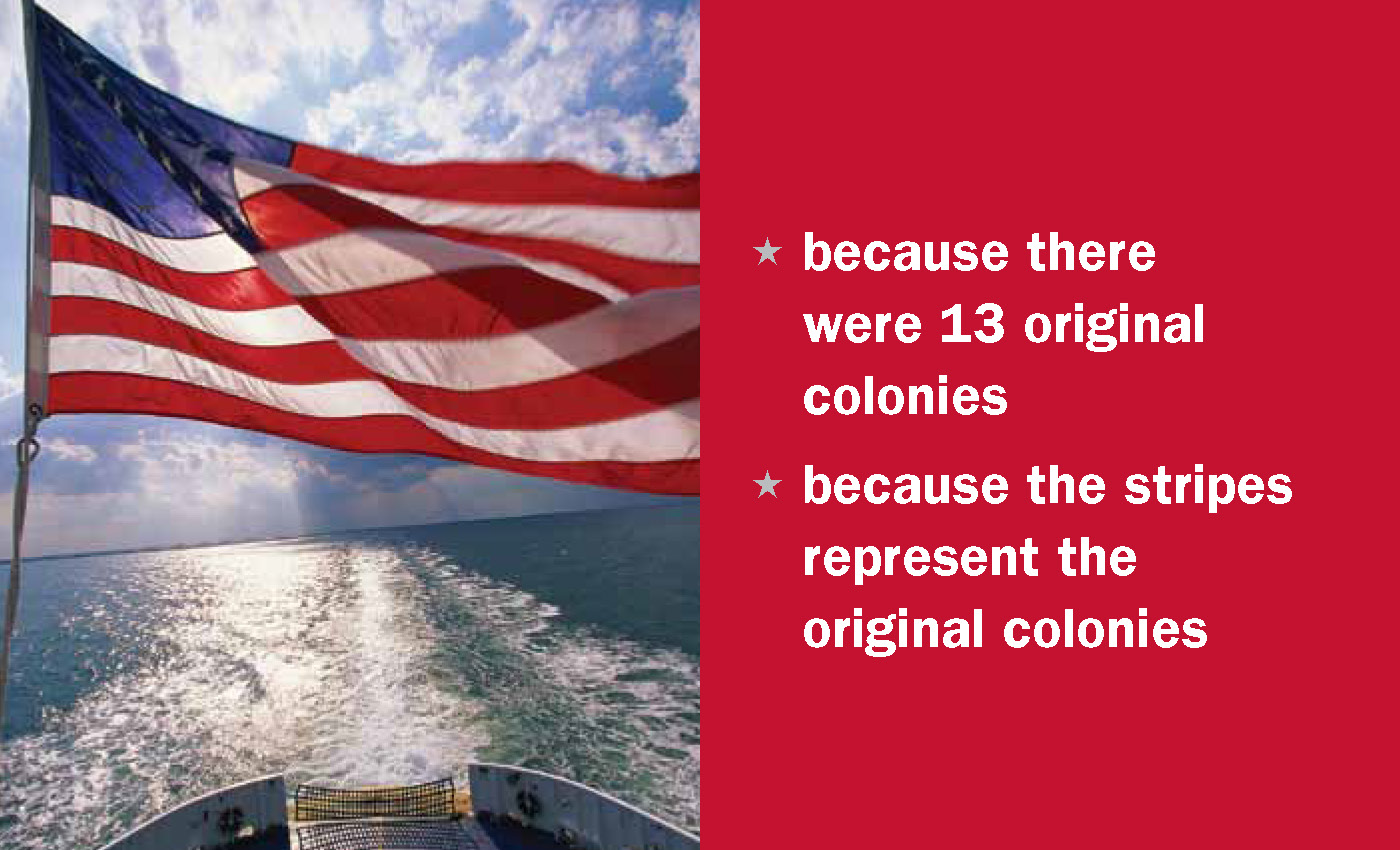 because there
were 13 original
colonies
because the stripes
represent the
original colonies